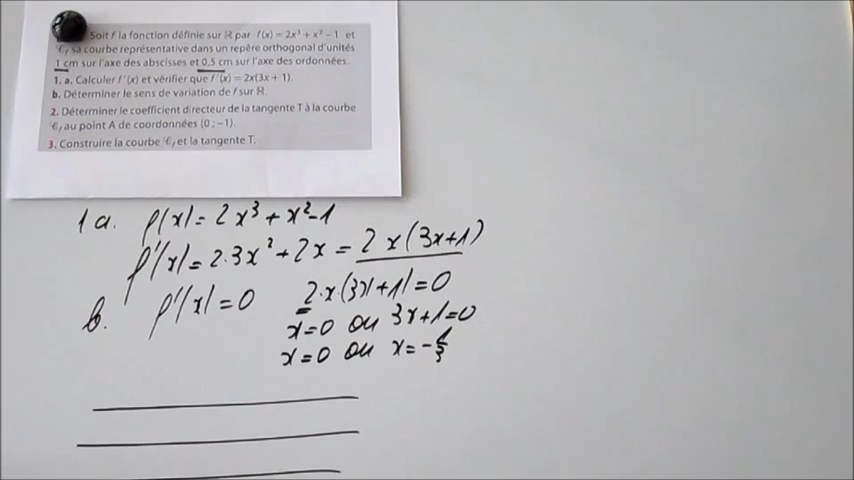 Soit f la fonction définie sur ℝ par f(x) = 2x³ + x² − 1 et
𝒞f sa courbe représentative dans un repère orthogonal d'unités
1 cm sur l'axe des abscisses et 0,5 cm sur l'axe des ordonnées.
1. a. Calculer f'(x) et vérifier que f'(x) = 2x(3x + 1).
b. Déterminer le sens de variation de f sur ℝ.
2. Déterminer le coefficient directeur de la tangente T à la courbe
𝒞f au point A de coordonnées (0 ; −1).
3. Construire la courbe 𝒞f et la tangente T.
1 a. f(x) = 2x³ + x² − 1
f'(x) = 2·3x² + 2x = 2x(3x+1)
b. f'(x) = 0 2·x·(3x+1) = 0
x = 0 ou 3x+1 = 0
x = 0 ou x = −1/3